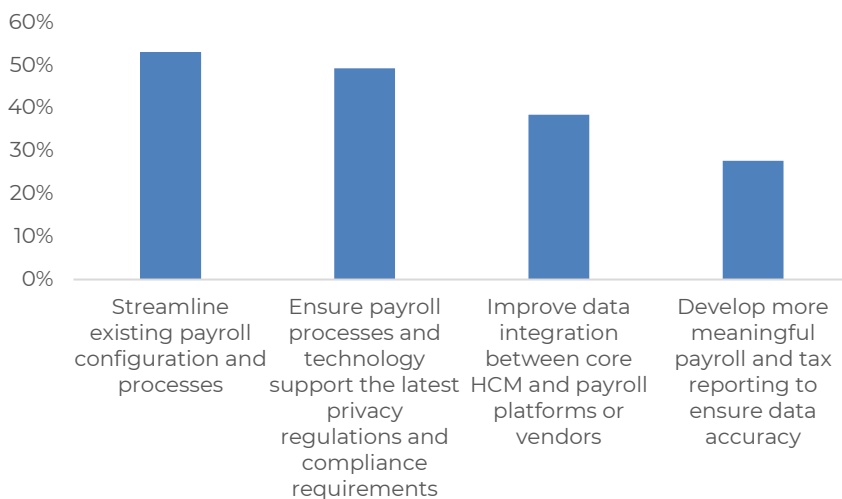 60%
50%
40%
30%
20%
10%
0%
Streamline
existing payroll
configuration and
processes
Ensure payroll
processes and
technology
support the latest
privacy
regulations and
compliance
requirements
Improve data
integration
between core
HCM and payroll
platforms or
vendors
Develop more
meaningful
payroll and tax
reporting to
ensure data
accuracy